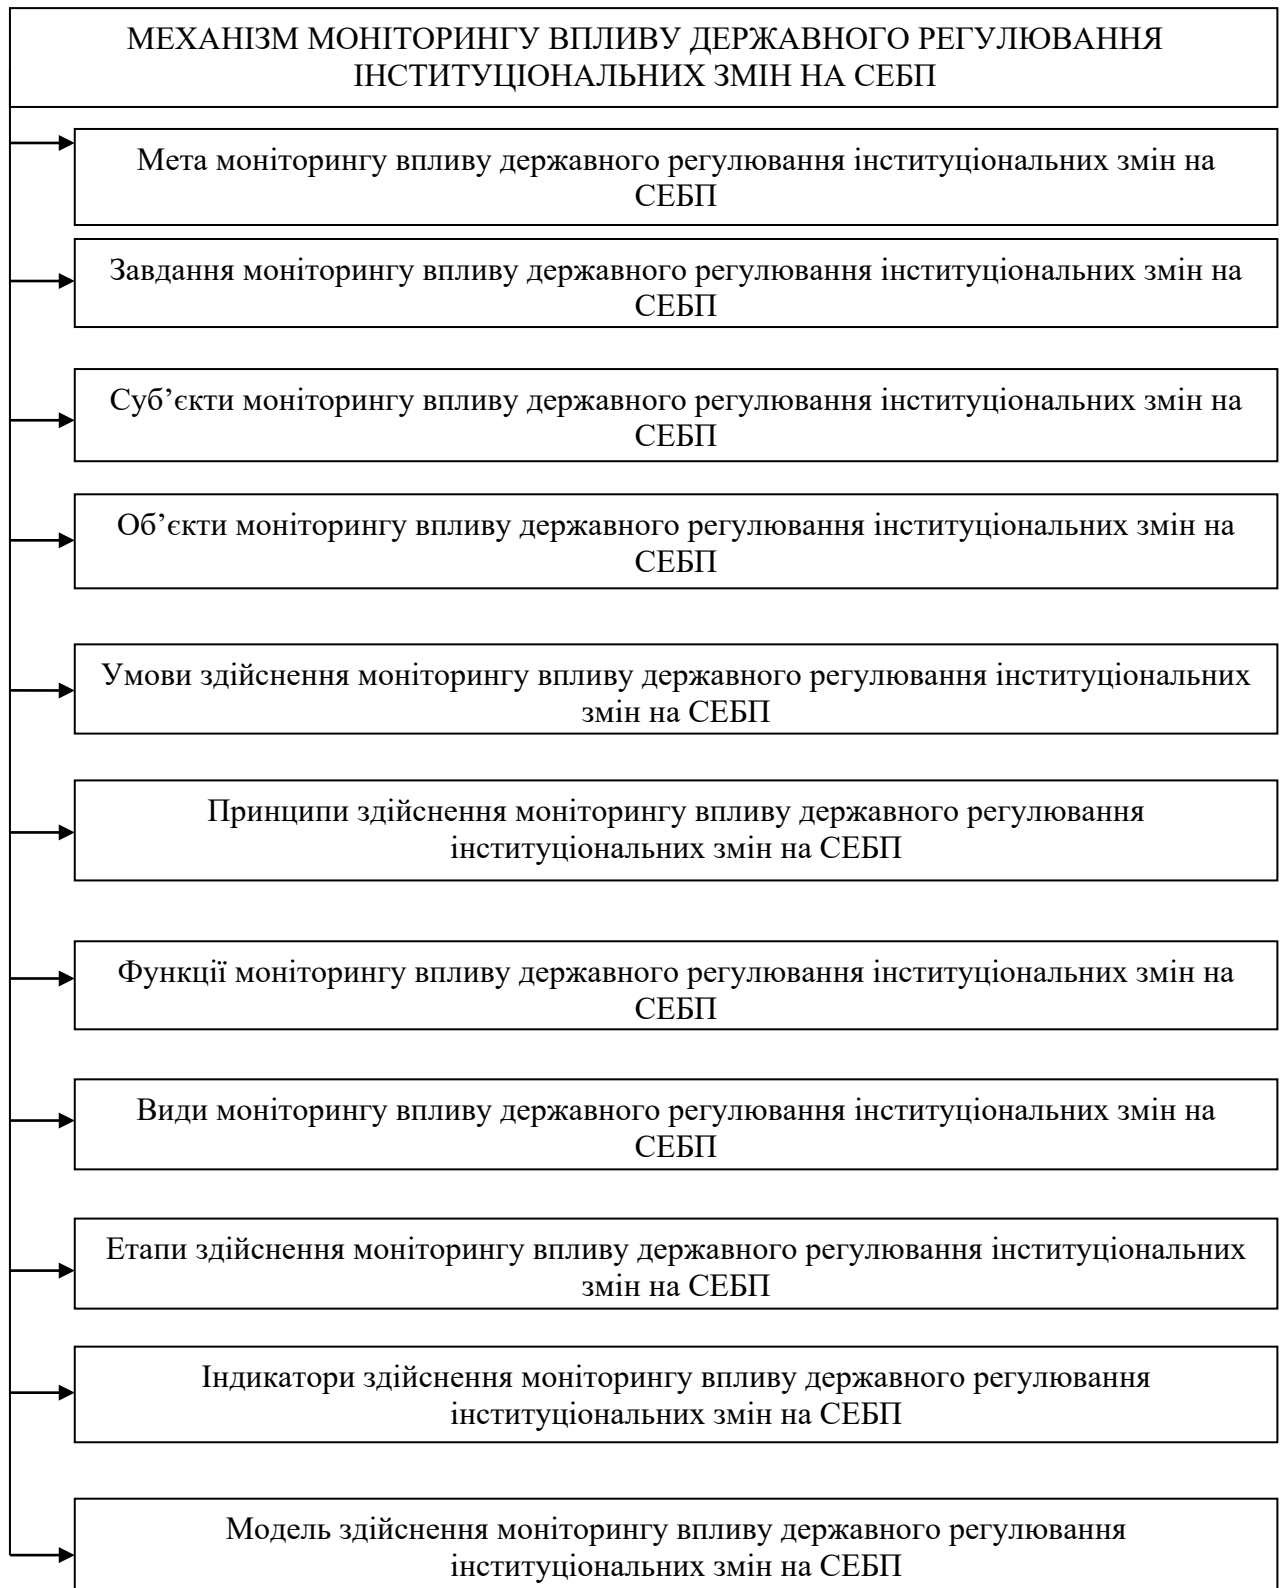 МЕХАНІЗМ МОНІТОРИНГУ ВПЛИВУ ДЕРЖАВНОГО РЕГУЛЮВАННЯ
ІНСТИТУЦІОНАЛЬНИХ ЗМІН НА СЕБП
Мета моніторингу впливу державного регулювання інституціональних змін на
СЕБП
Завдання моніторингу впливу державного регулювання інституціональних змін на
СЕБП
Суб’єкти моніторингу впливу державного регулювання інституціональних змін на
СЕБП
Об’єкти моніторингу впливу державного регулювання інституціональних змін на
СЕБП
Умови здійснення моніторингу впливу державного регулювання інституціональних
змін на СЕБП
Принципи здійснення моніторингу впливу державного регулювання
інституціональних змін на СЕБП
Функції моніторингу впливу державного регулювання інституціональних змін на
СЕБП
Види моніторингу впливу державного регулювання інституціональних змін на
СЕБП
Етапи здійснення моніторингу впливу державного регулювання інституціональних
змін на СЕБП
Індикатори здійснення моніторингу впливу державного регулювання
інституціональних змін на СЕБП
Модель здійснення моніторингу впливу державного регулювання
інституціональних змін на СЕБП